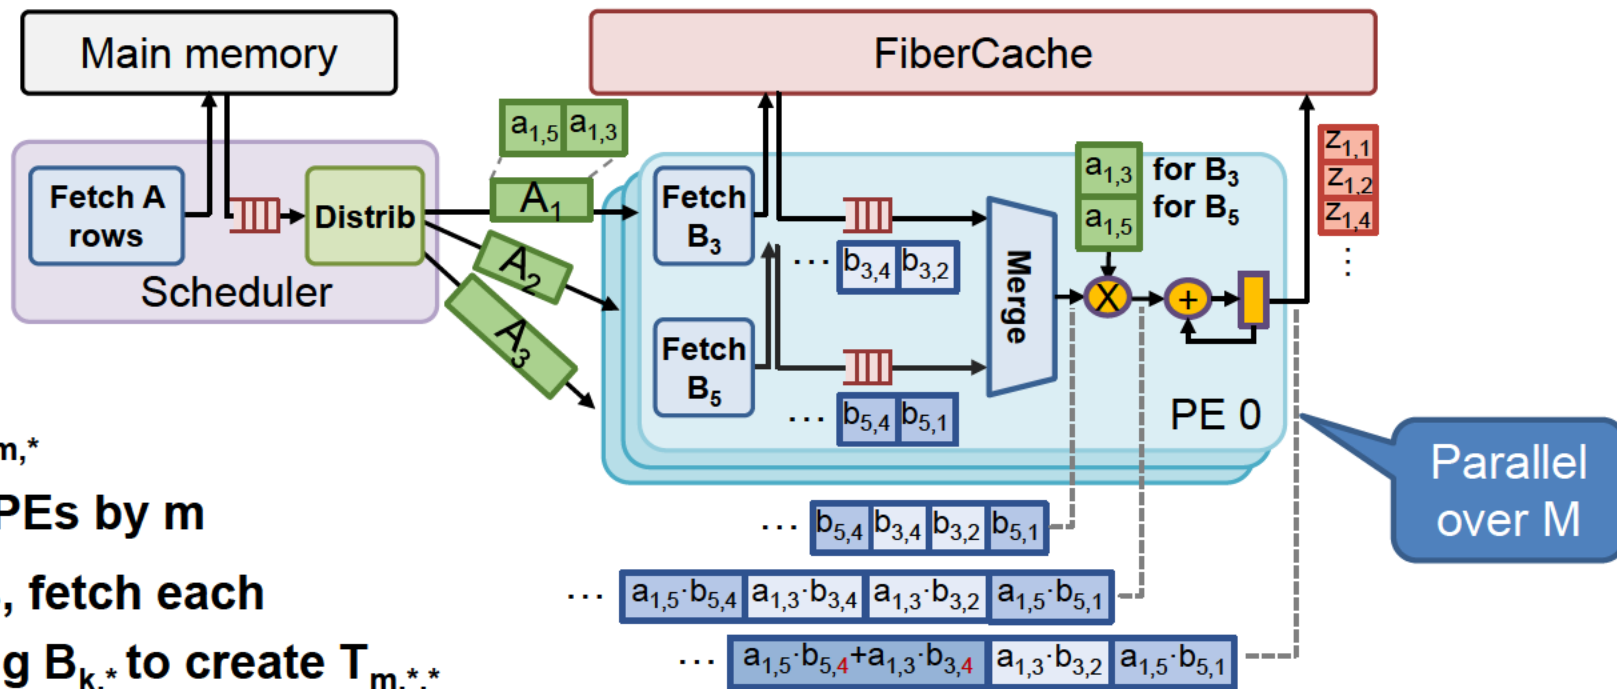 Main memory
FiberCache
Fetch A
rows
Distrib
Scheduler
a1,5 a1,3
A1
A2
A3
Fetch
B3
Fetch
B5
... b3,4 b3,2
... b5,4 b5,1
Merge
a1,3 for B3
a1,5 for B5
X
+
z1,1
z1,2
z1,4
⋮
PE 0
Parallel
over M
... b5,4 b3,4 b3,2 b5,1
... a1,5·b5,4 a1,3·b3,4 a1,3·b3,2 a1,5·b5,1
... a1,5·b5,4+a1,3·b3,4 a1,3·b3,2 a1,5·b5,1
m,*
PEs by m
, fetch each
g Bk,* to create Tm,*,*